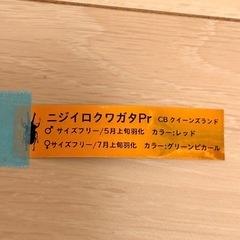 ニジイロクワガタPr CBクイーンズランド
♂ サイズフリー/5月上旬羽化 カラー:レッド
♀サイズフリー/7月上旬羽化 カラー:グリーンピカール